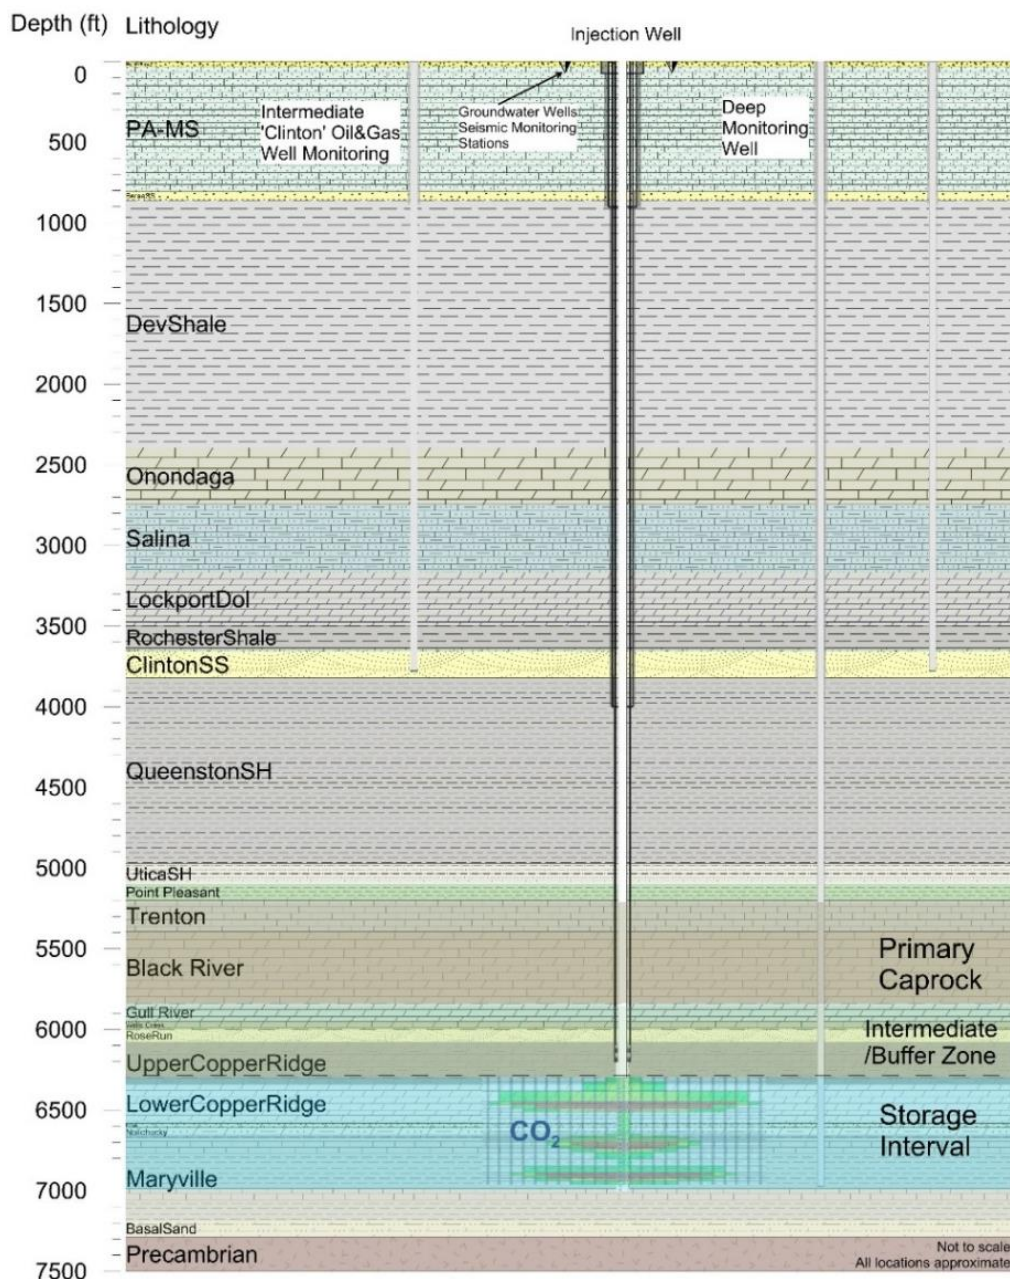 Depth (ft) Lithology
Injection Well
0
PA-MS
Intermediate
'Clinton' Oil&Gas
Well Monitoring
Groundwater Wells
Seismic Monitoring
Stations
Deep
Monitoring
Well
500
1000
1500
DevShale
2000
2500
Onondaga
3000
Salina
LockportDol
3500
RochesterShale
ClintonSS
4000
QueenstonSH
4500
5000
UticaSH
Point Pleasant
Trenton
5500
Black River
Primary
Caprock
Gull River
6000
RoseRun
Intermediate
/Buffer Zone
UpperCopperRidge
LowerCopperRidge
6500
CO2
Storage
Interval
Maryville
7000
BasalSand
Precambrian
7500
Not to scale
All locations approximate